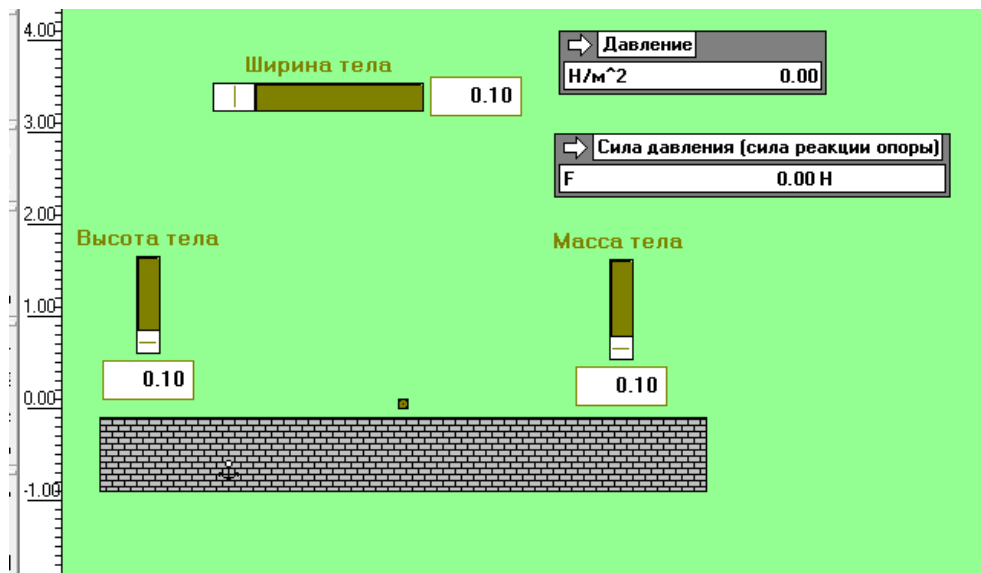 4.00
Давление
Ширина тела
Н/м^2 0.00
0.10
3.00
Сила давления (сила реакции опоры)
F 0.00 Н
2.00
Высота тела
Масса тела
1.00
0.10
0.10
0.00
-1.00